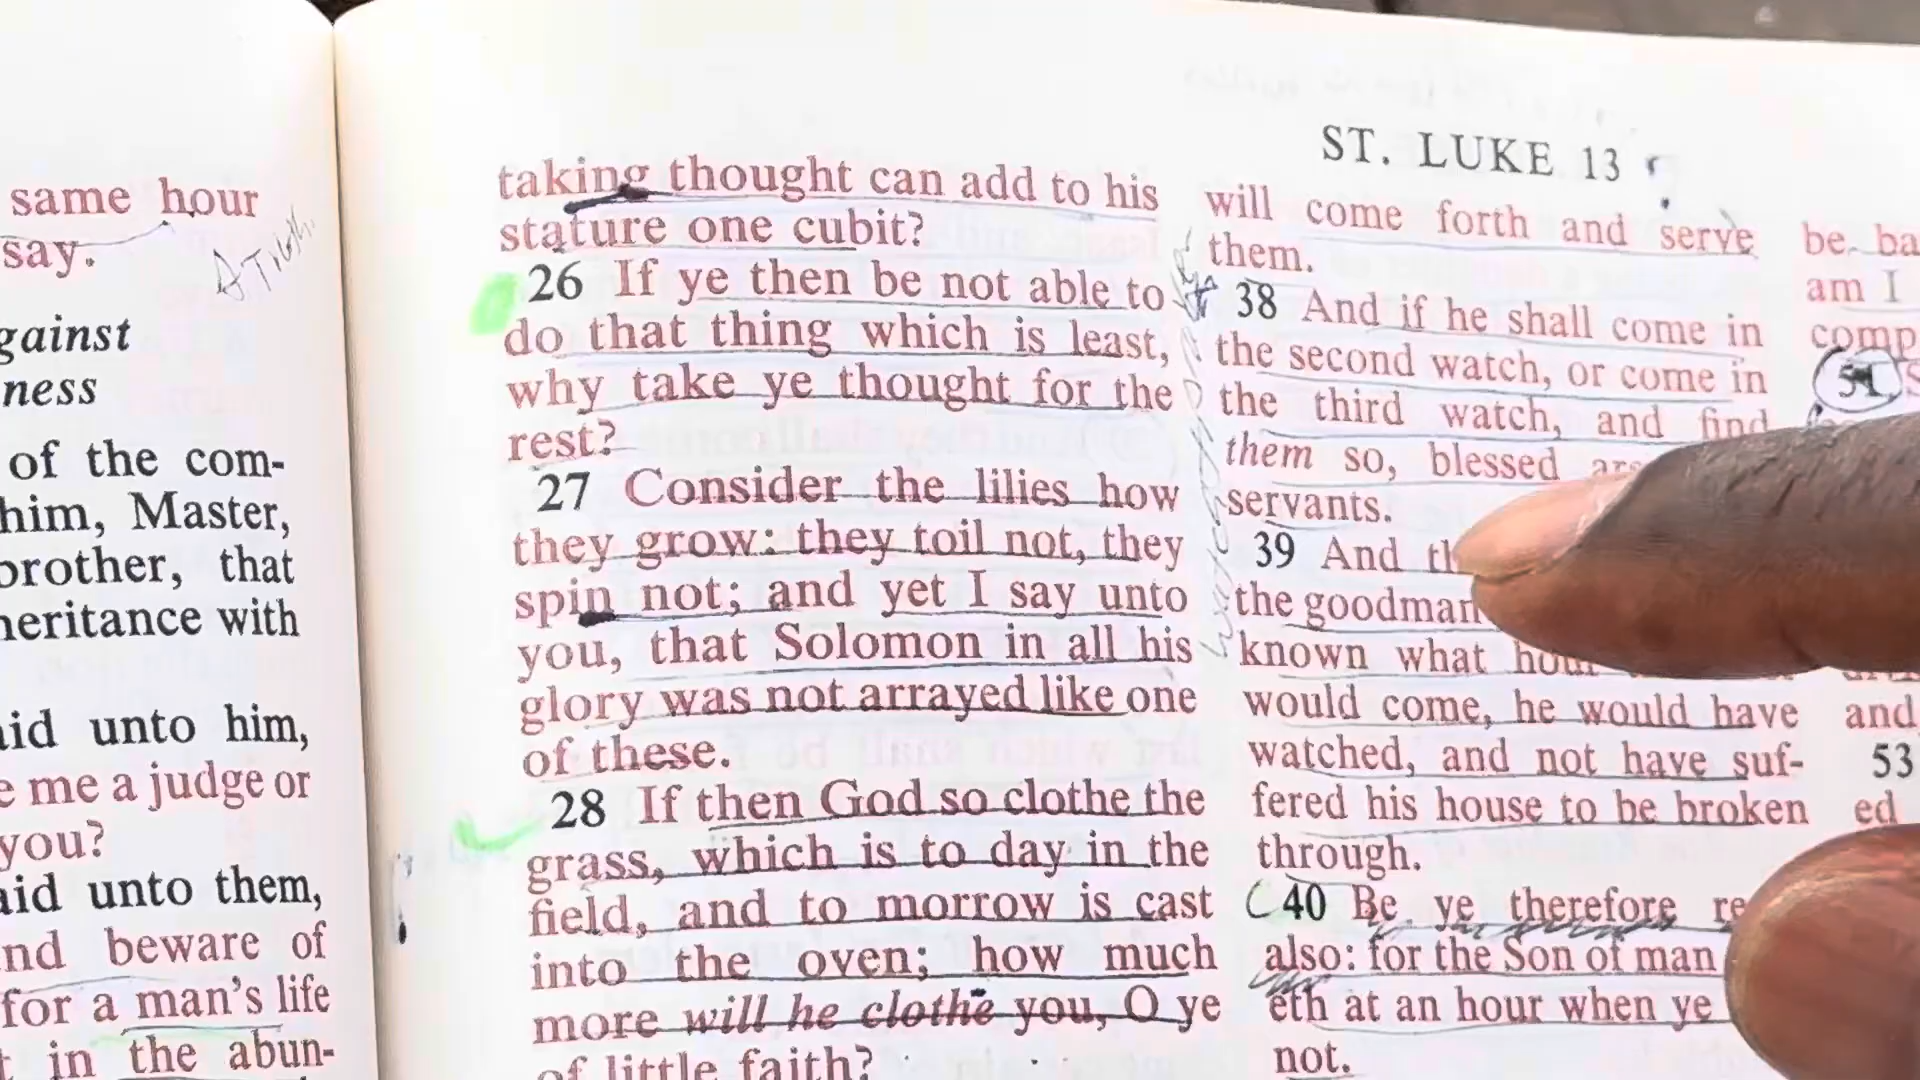 same hour
say.
A Truth
gainst
ness
of the com-
him, Master,
brother, that
heritance with
aid unto him,
e me a judge or
you?
aid unto them,
nd beware of
for a man's life
t in the abun-
taking thought can add to his
stature one cubit?
26 If ye then be not able to
do that thing which is least,
why take ye thought for the
rest?
27 Consider the lilies how
they grow: they toil not, they
spin not; and yet I say unto
you, that Solomon in all his
glory was not arrayed like one
of these.
28 If then God so clothe the
grass, which is to day in the
field, and to morrow is cast
into the oven; how much
more will he clothe you, O ye
of little faith?
ST. LUKE 13
will come forth and serve
them.
38 And if he shall come in
the second watch, or come in
the third watch, and find
them so, blessed are
servants.
39 And th
the goodman
known what hour
would come, he would have
watched, and not have suf-
fered his house to be broken
through.
40 Be ye therefore re
also: for the Son of man
eth at an hour when ye
not.
be ba
am I
comp
51 S
and
53
ed